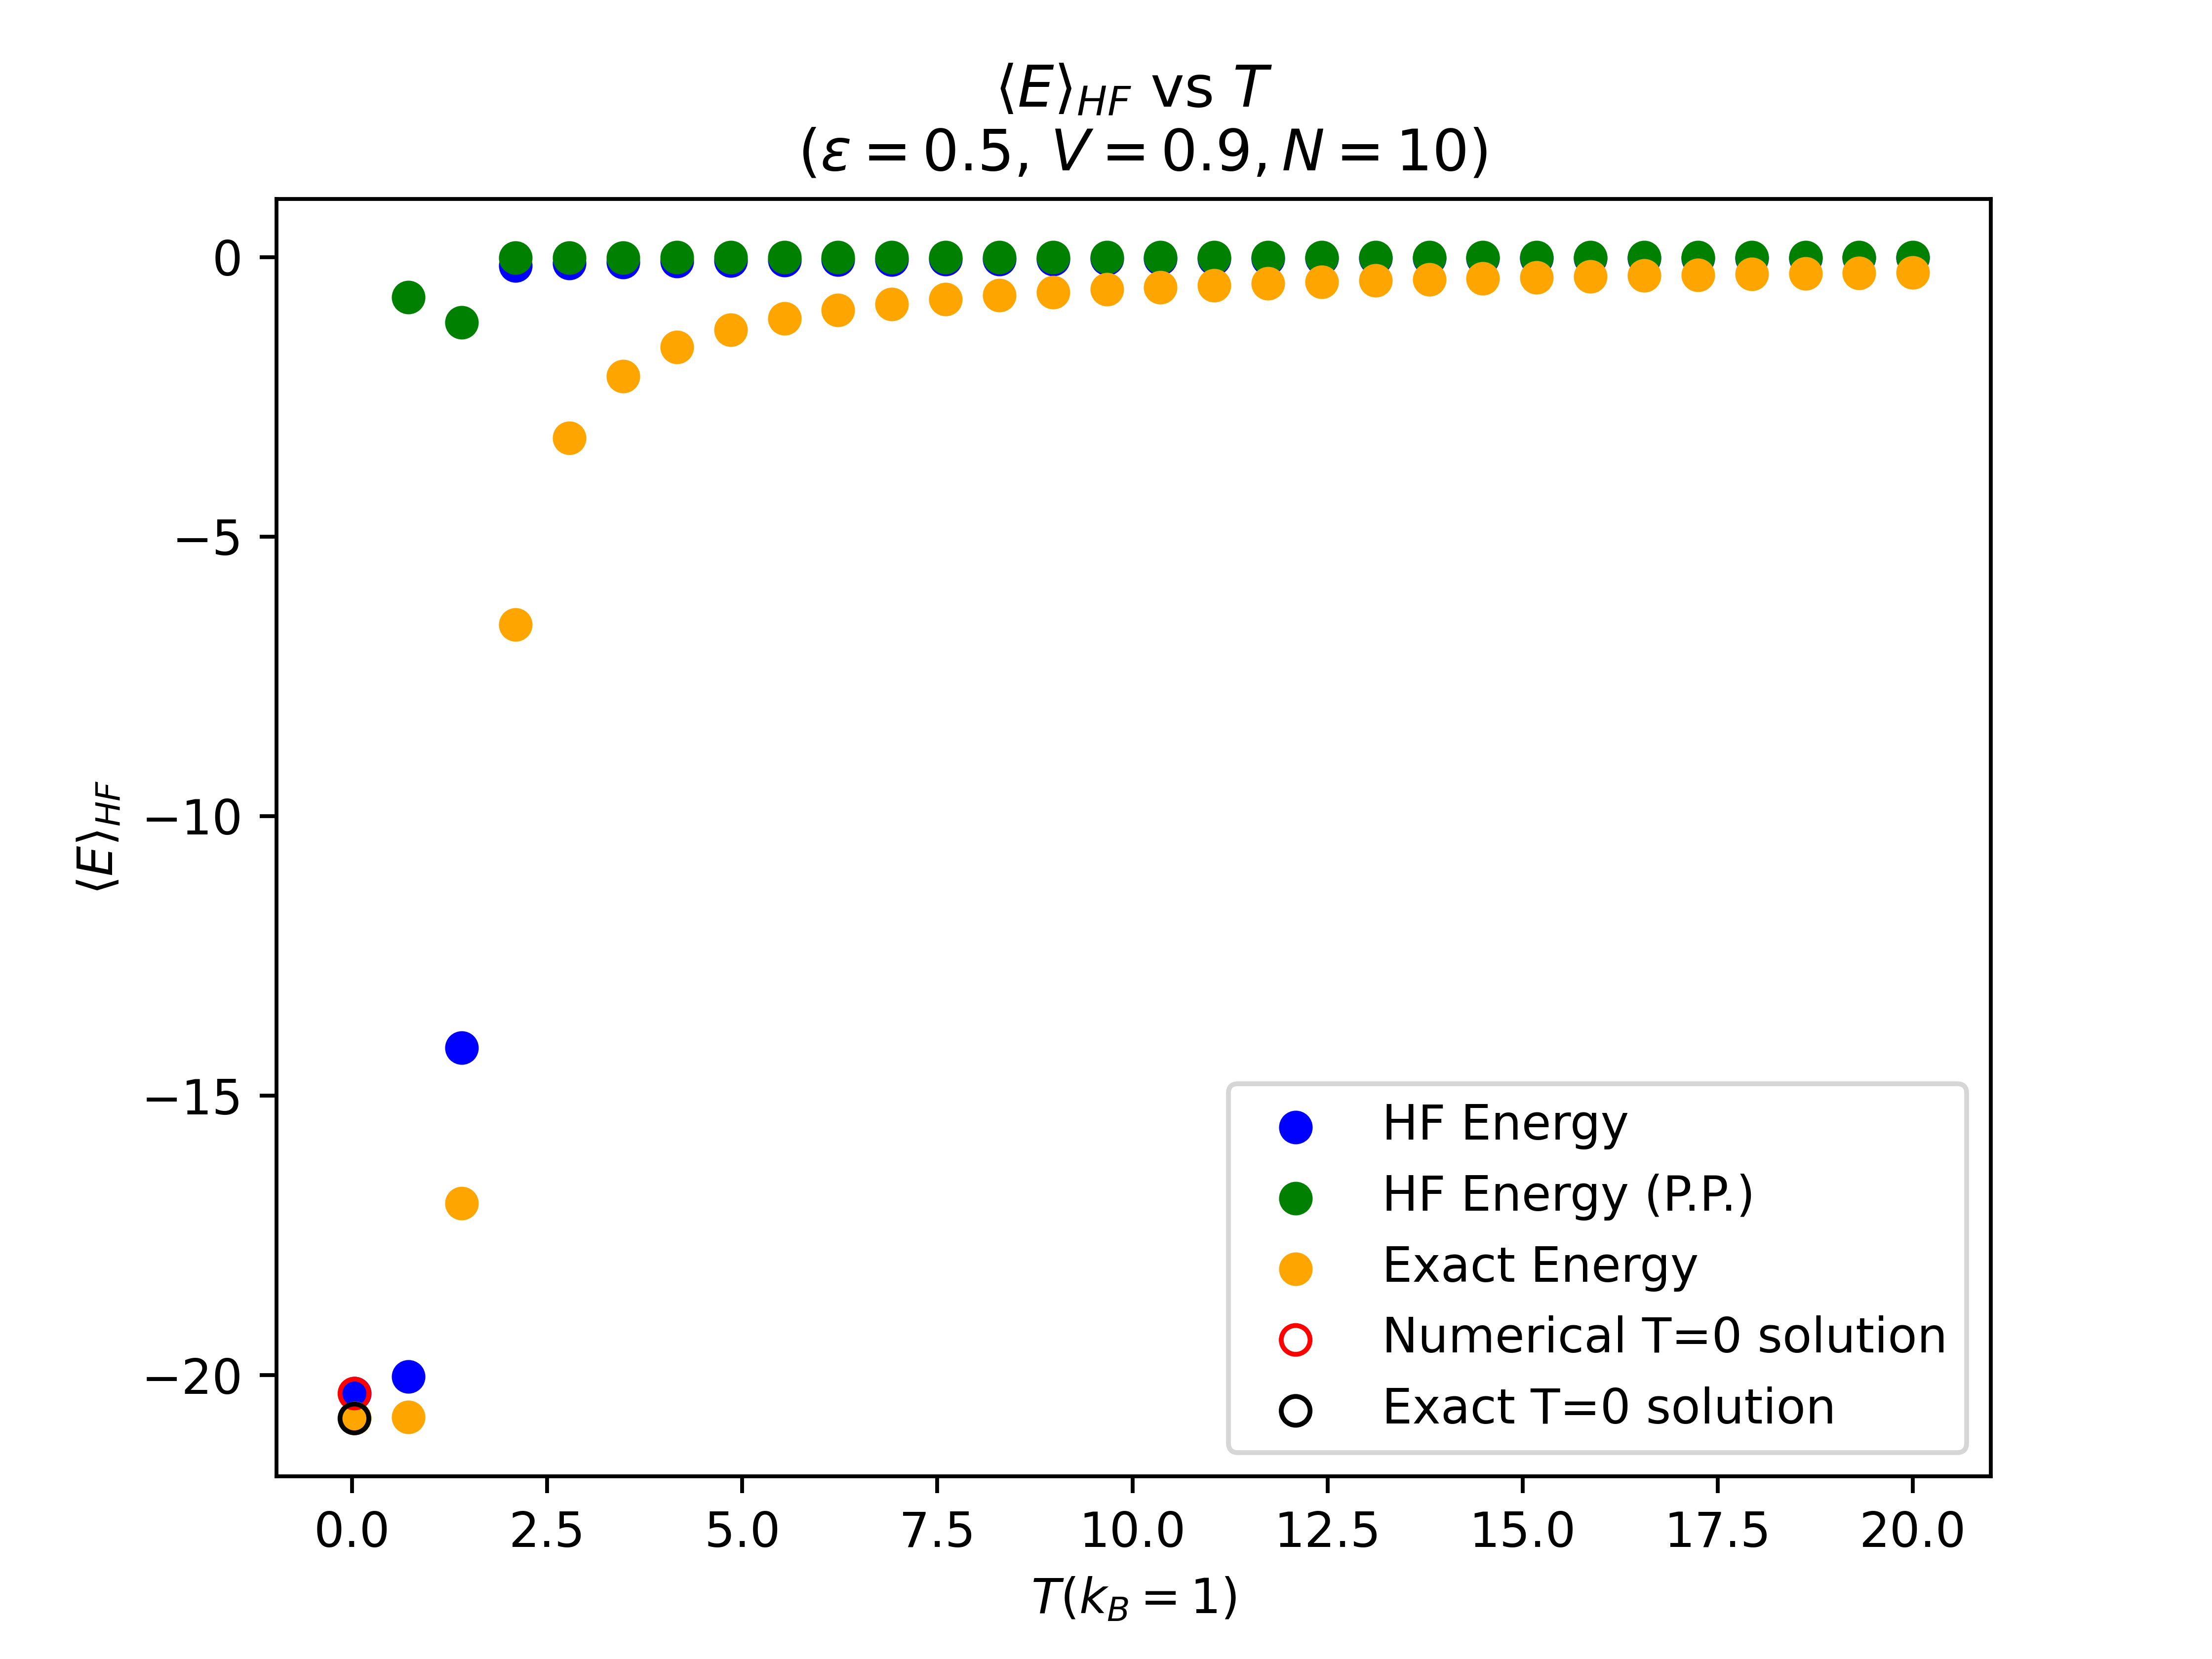 ⟨E⟩HF vs T
(ε = 0.5, V = 0.9, N = 10)
⟨E⟩HF
0
−5
−10
−15
−20
HF Energy
HF Energy (P.P.)
Exact Energy
Numerical T=0 solution
Exact T=0 solution
0.0 2.5 5.0 7.5 10.0 12.5 15.0 17.5 20.0
T(kB = 1)